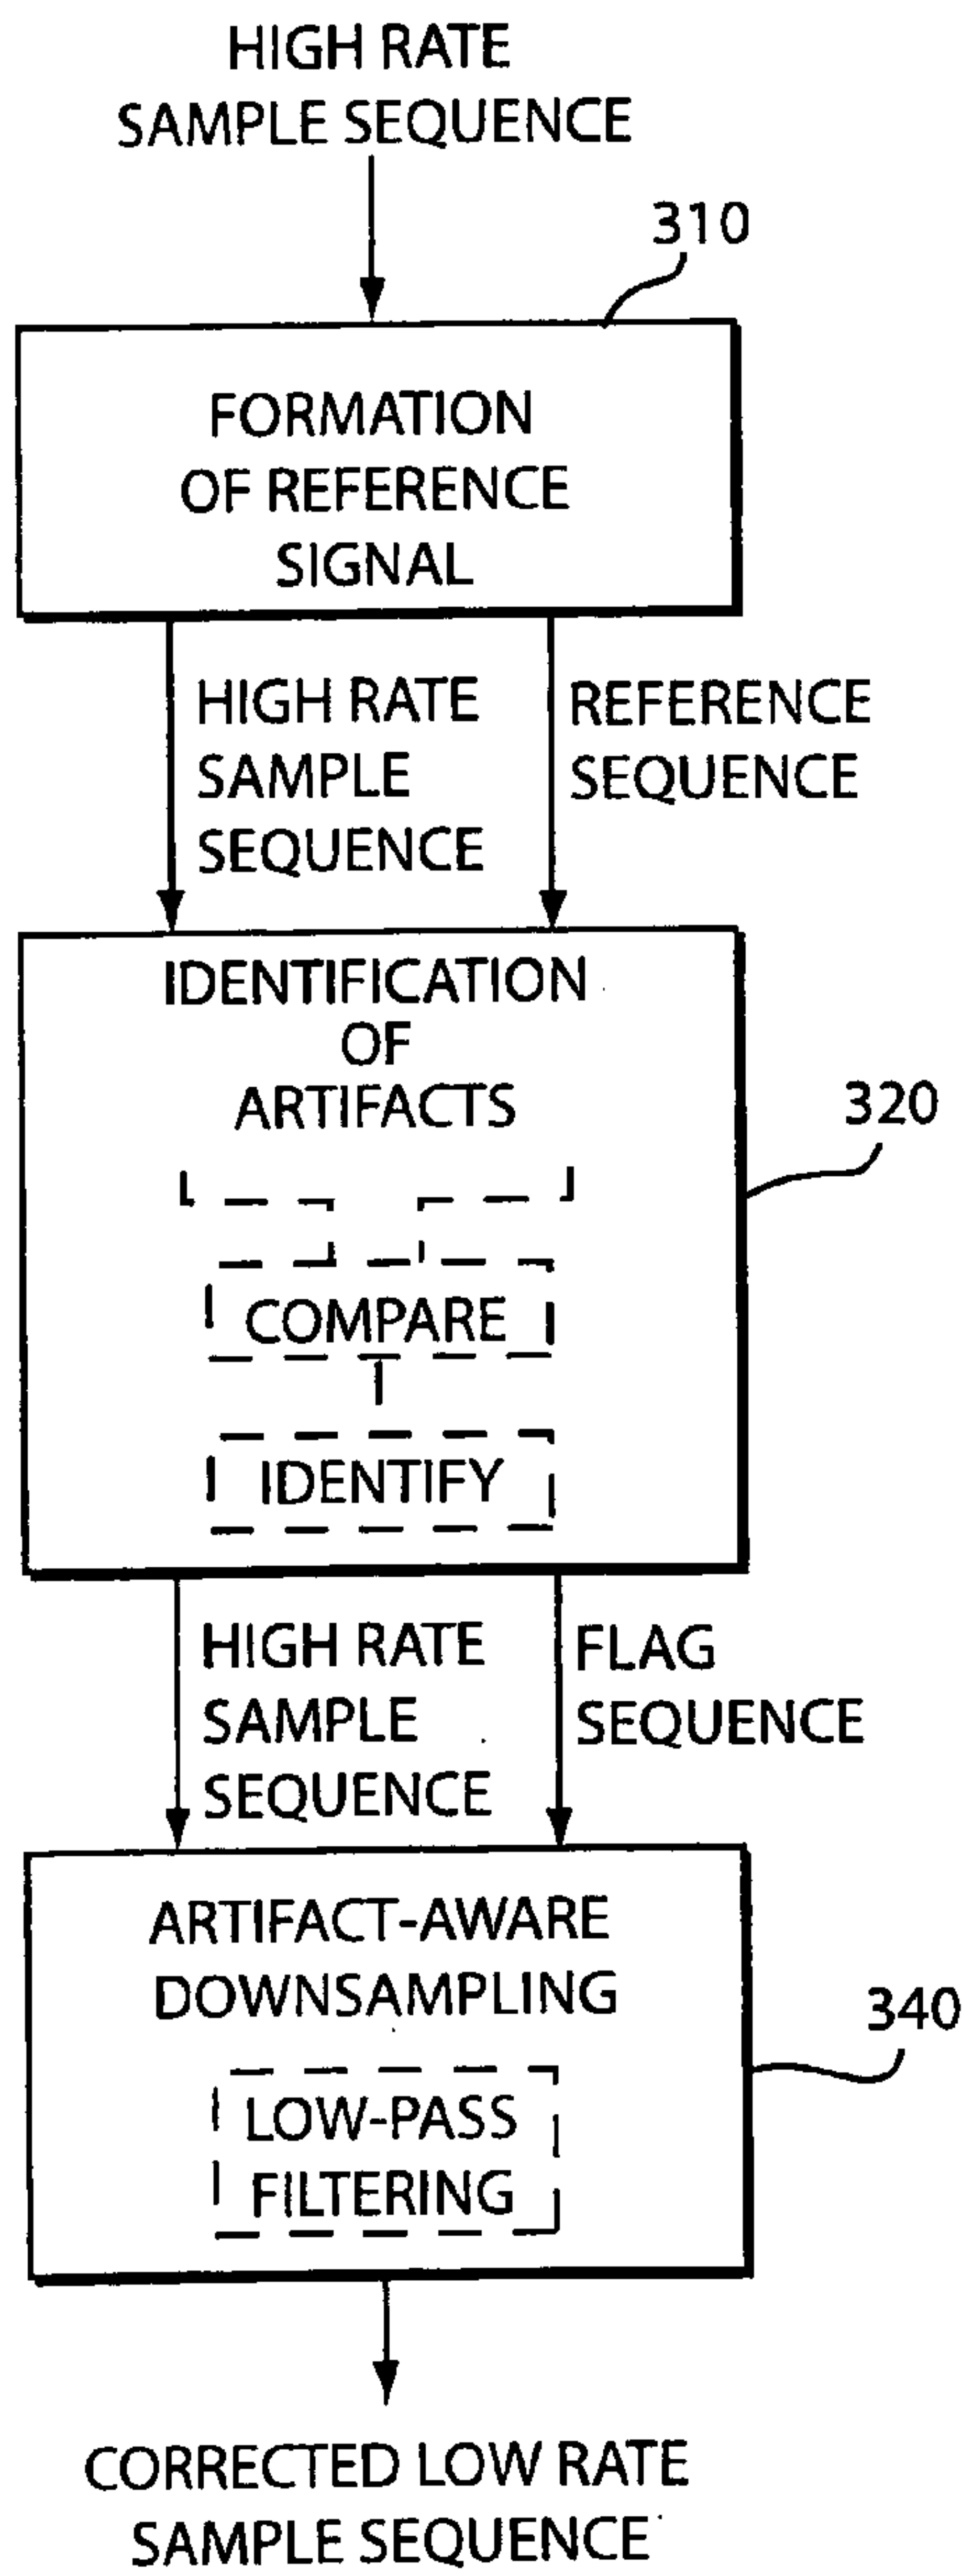 HIGH RATE
SAMPLE SEQUENCE
310
FORMATION
OF REFERENCE
SIGNAL
HIGH RATE
SAMPLE
SEQUENCE
REFERENCE
SEQUENCE
IDENTIFICATION
OF
ARTIFACTS
320
COMPARE
IDENTIFY
HIGH RATE
SAMPLE
SEQUENCE
FLAG
SEQUENCE
ARTIFACT-AWARE
DOWNSAMPLING
340
LOW-PASS
FILTERING
CORRECTED LOW RATE
SAMPLE SEQUENCE